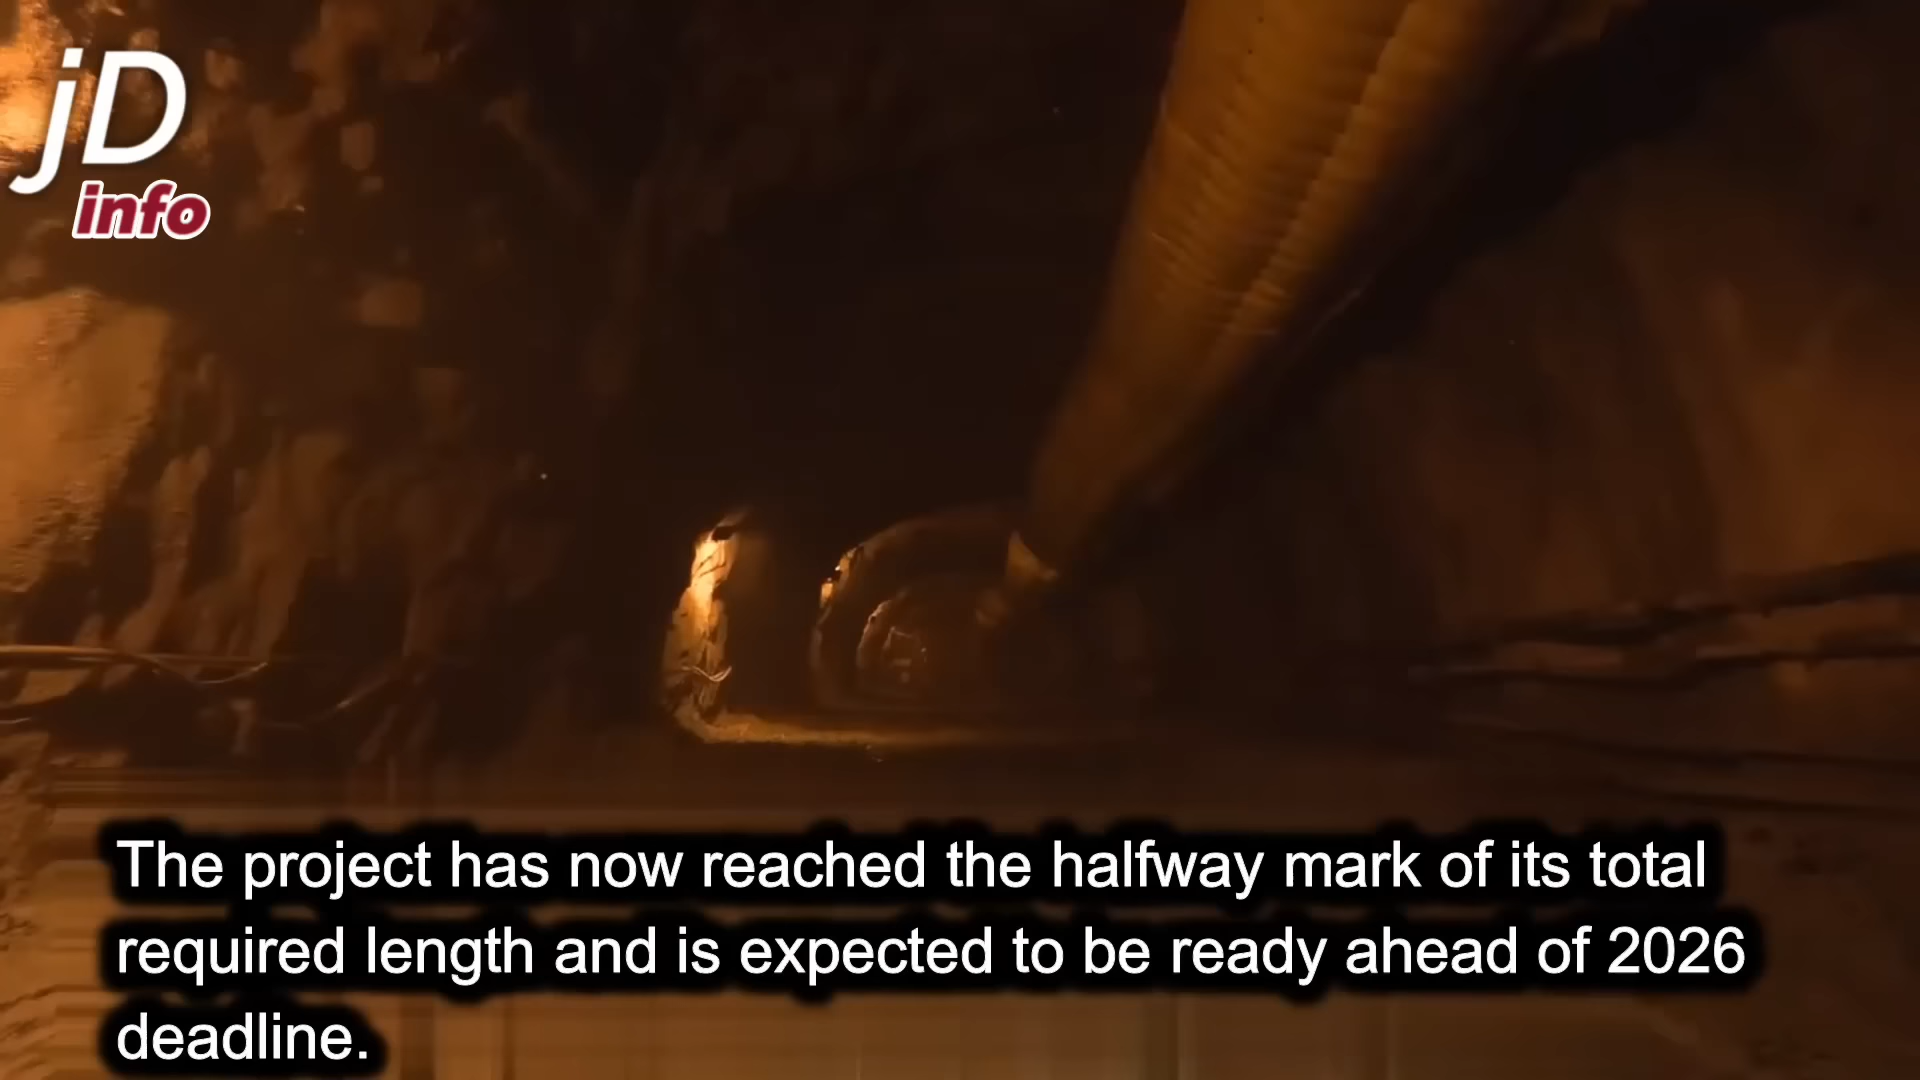 jD
info
The project has now reached the halfway mark of its total
required length and is expected to be ready ahead of 2026
deadline.